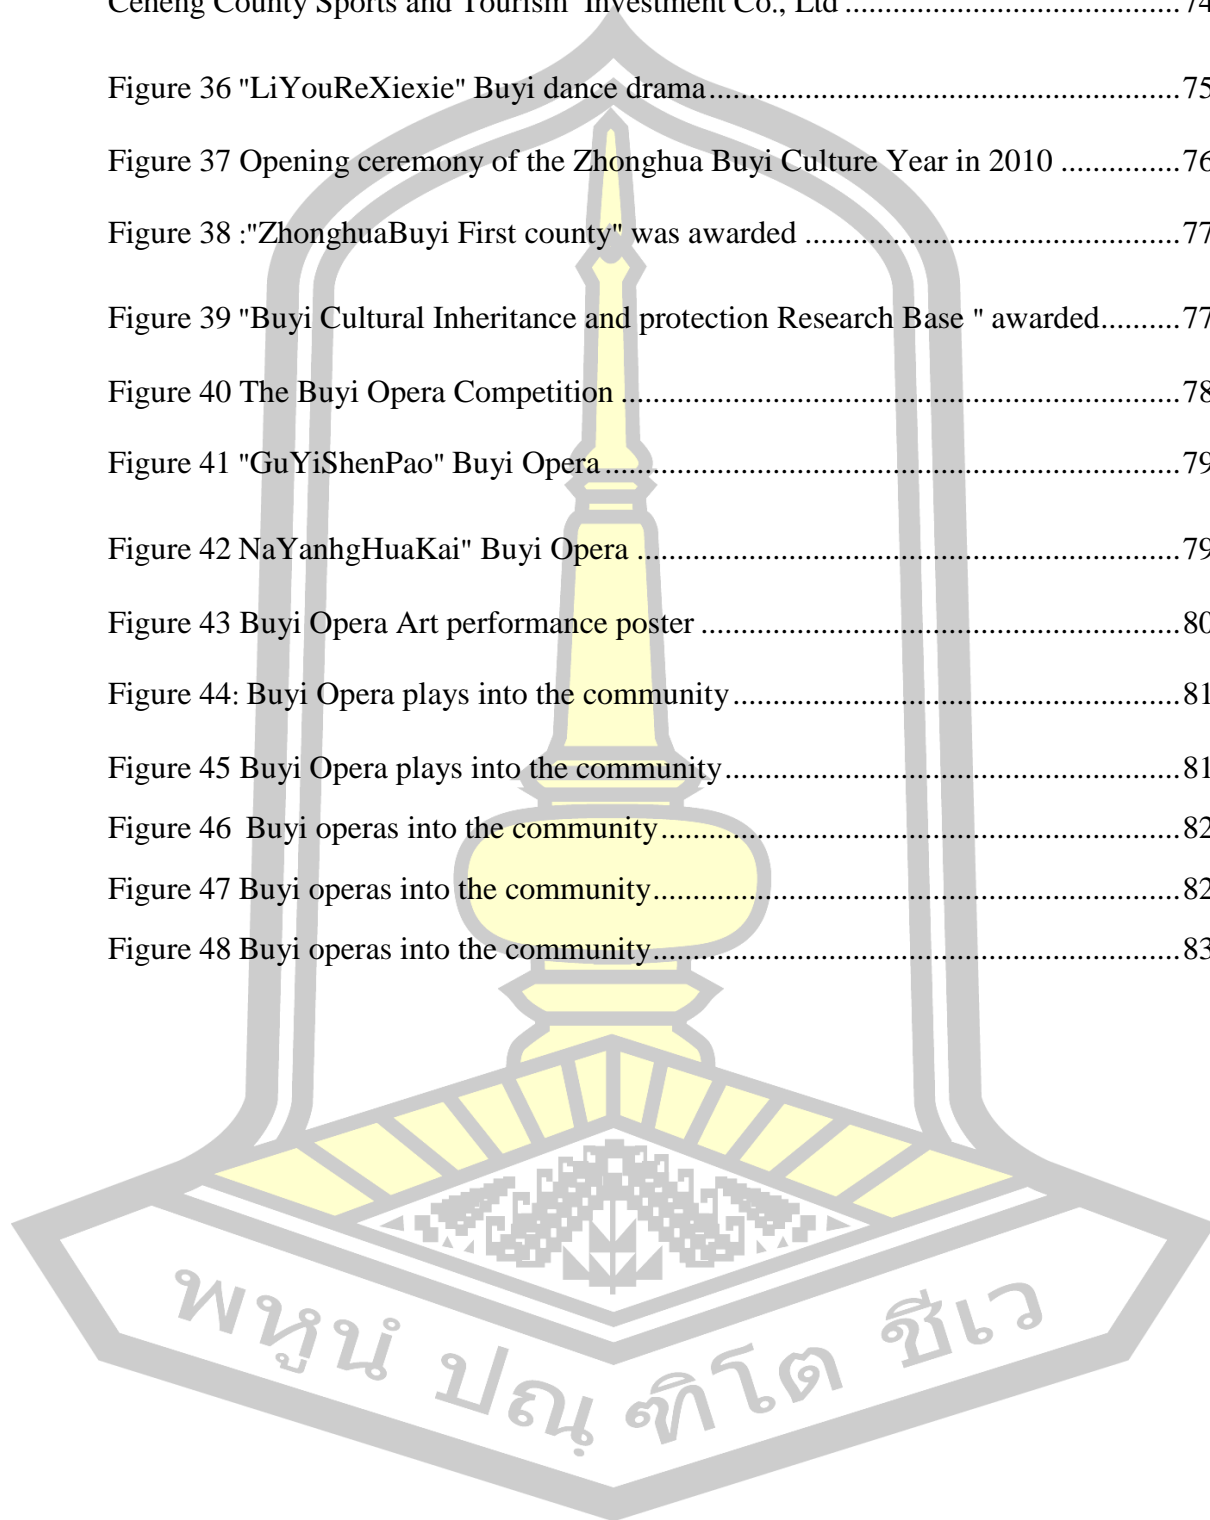 Ceheng County Sports and Tourism  Investment Co., Ltd .......................................... 74
Figure 36 "LiYouReXiexie" Buyi dance drama.......................................................... 75
Figure 37 Opening ceremony of the Zhonghua Buyi Culture Year in 2010 ............... 76
Figure 38 :"ZhonghuaBuyi First county" was awarded .............................................. 77
Figure 39 "Buyi Cultural Inheritance and protection Research Base " awarded.......... 77
Figure 40 The Buyi Opera Competition ..................................................................... 78
Figure 41 "GuYiShenPao" Buyi Opera....................................................................... 79
Figure 42 NaYanhgHuaKai" Buyi Opera ................................................................... 79
Figure 43 Buyi Opera Art performance poster ........................................................... 80
Figure 44: Buyi Opera plays into the community ....................................................... 81
Figure 45 Buyi Opera plays into the community ........................................................ 81
Figure 46  Buyi operas into the community ................................................................ 82
Figure 47 Buyi operas into the community ................................................................. 82
Figure 48 Buyi operas into the community ................................................................. 83
พหูนํ ปณฺฑิโต ชีเว